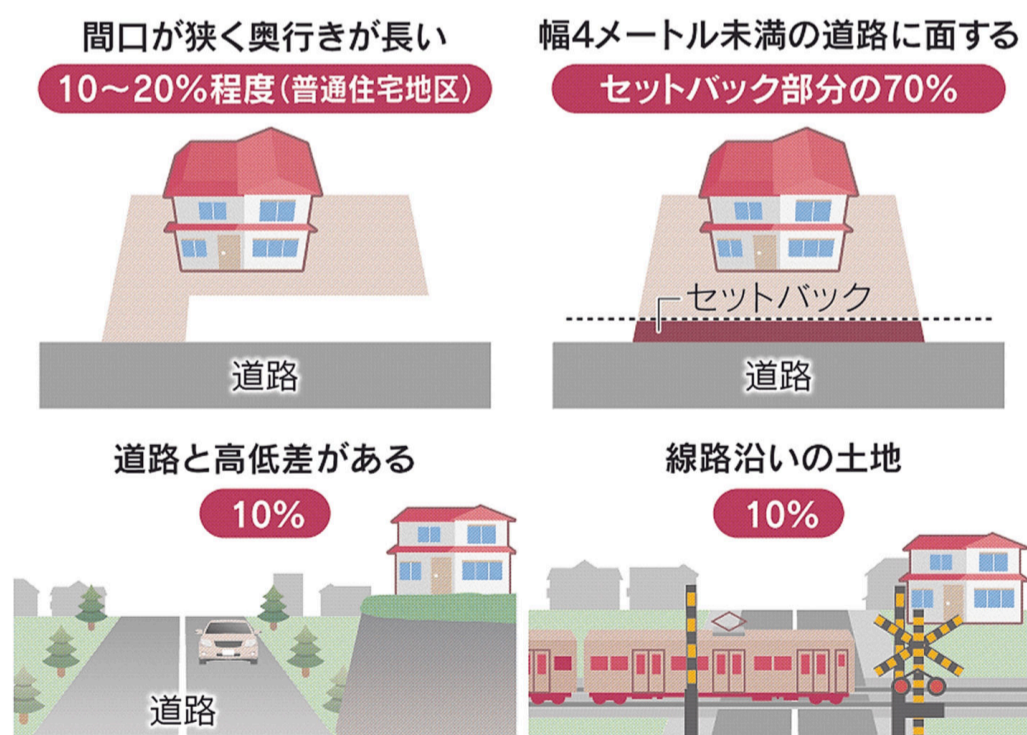 間口が狭く奥行きが長い
10～20%程度(普通住宅地区)
道路
幅4メートル未満の道路に面する
セットバック部分の70%
セットバック
道路
道路と高低差がある
10%
道路
線路沿いの土地
10%